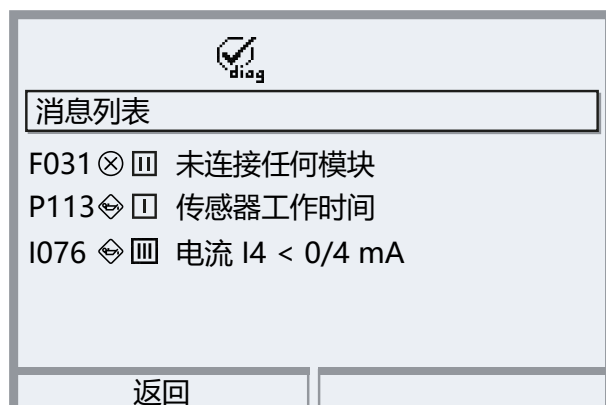 diag
消息列表
F031 ⊗ II 未连接任何模块
P113 I 传感器工作时间
I076 III 电流 I4 < 0/4 mA
返回